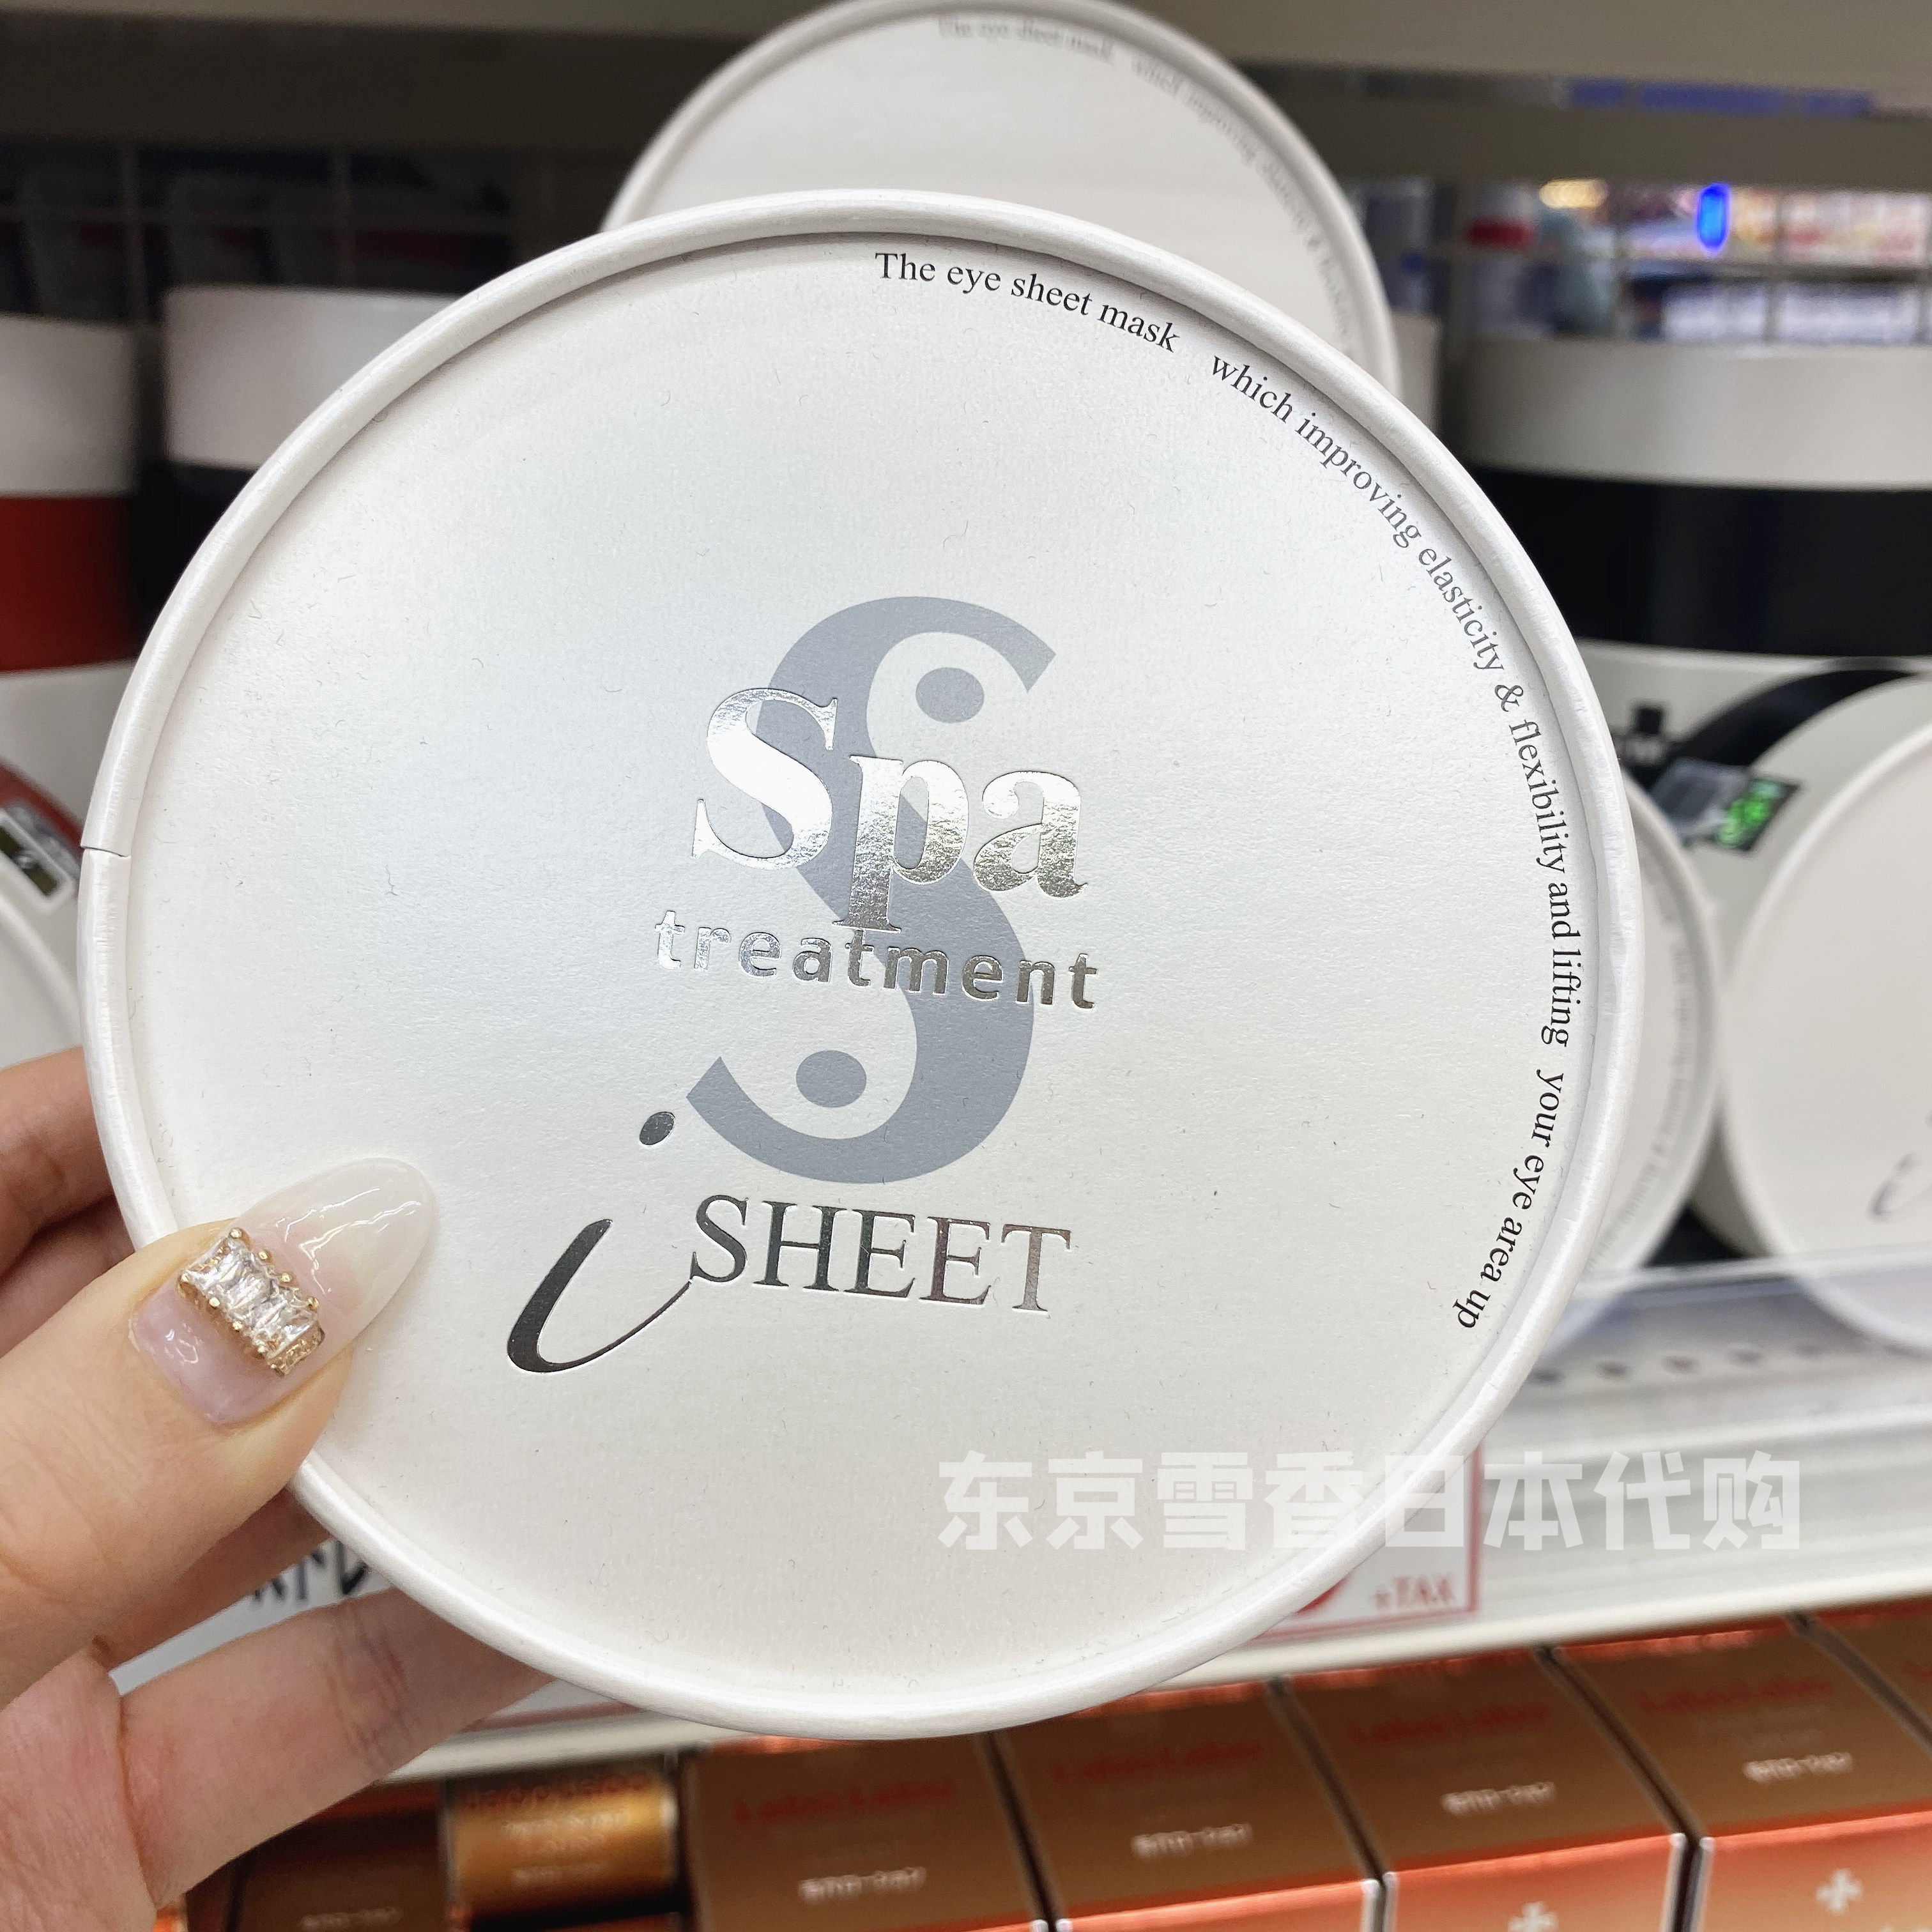 The eye sheet mask which improving elasticity & flexibility and lifting your eye area up
Spa
treatment
i SHEET
东京雪香日本代购
+TAX